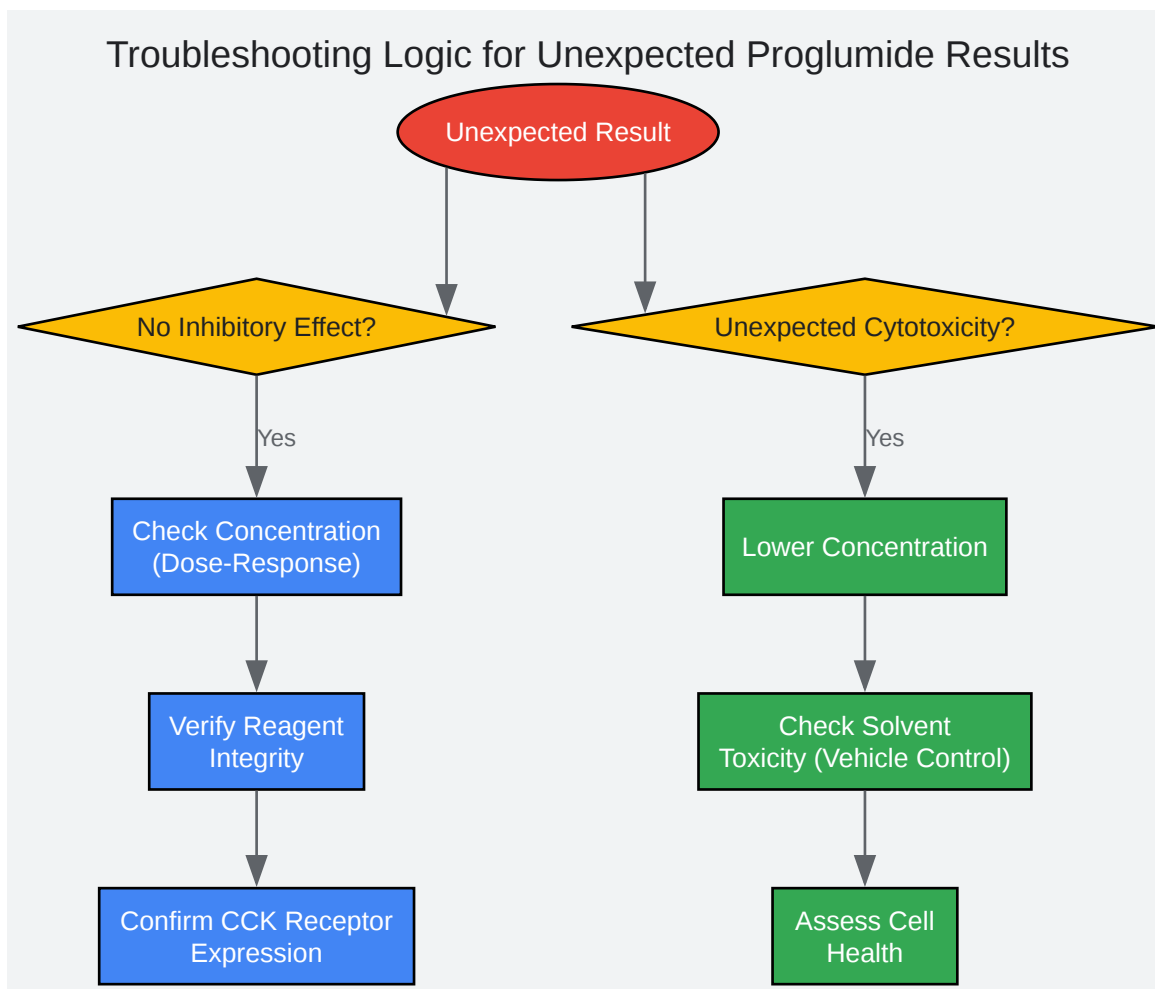 Troubleshooting Logic for Unexpected Proglumide Results
Unexpected Result
No Inhibitory Effect?
Unexpected Cytotoxicity?
Yes
Yes
Check Concentration
(Dose-Response)
Lower Concentration
Verify Reagent
Integrity
Check Solvent
Toxicity (Vehicle Control)
Confirm CCK Receptor
Expression
Assess Cell
Health